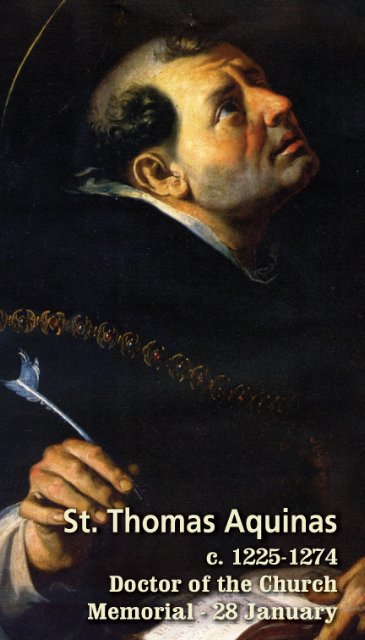 St. Thomas Aquinas
c. 1225-1274
Doctor of the Church
Memorial - 28 January